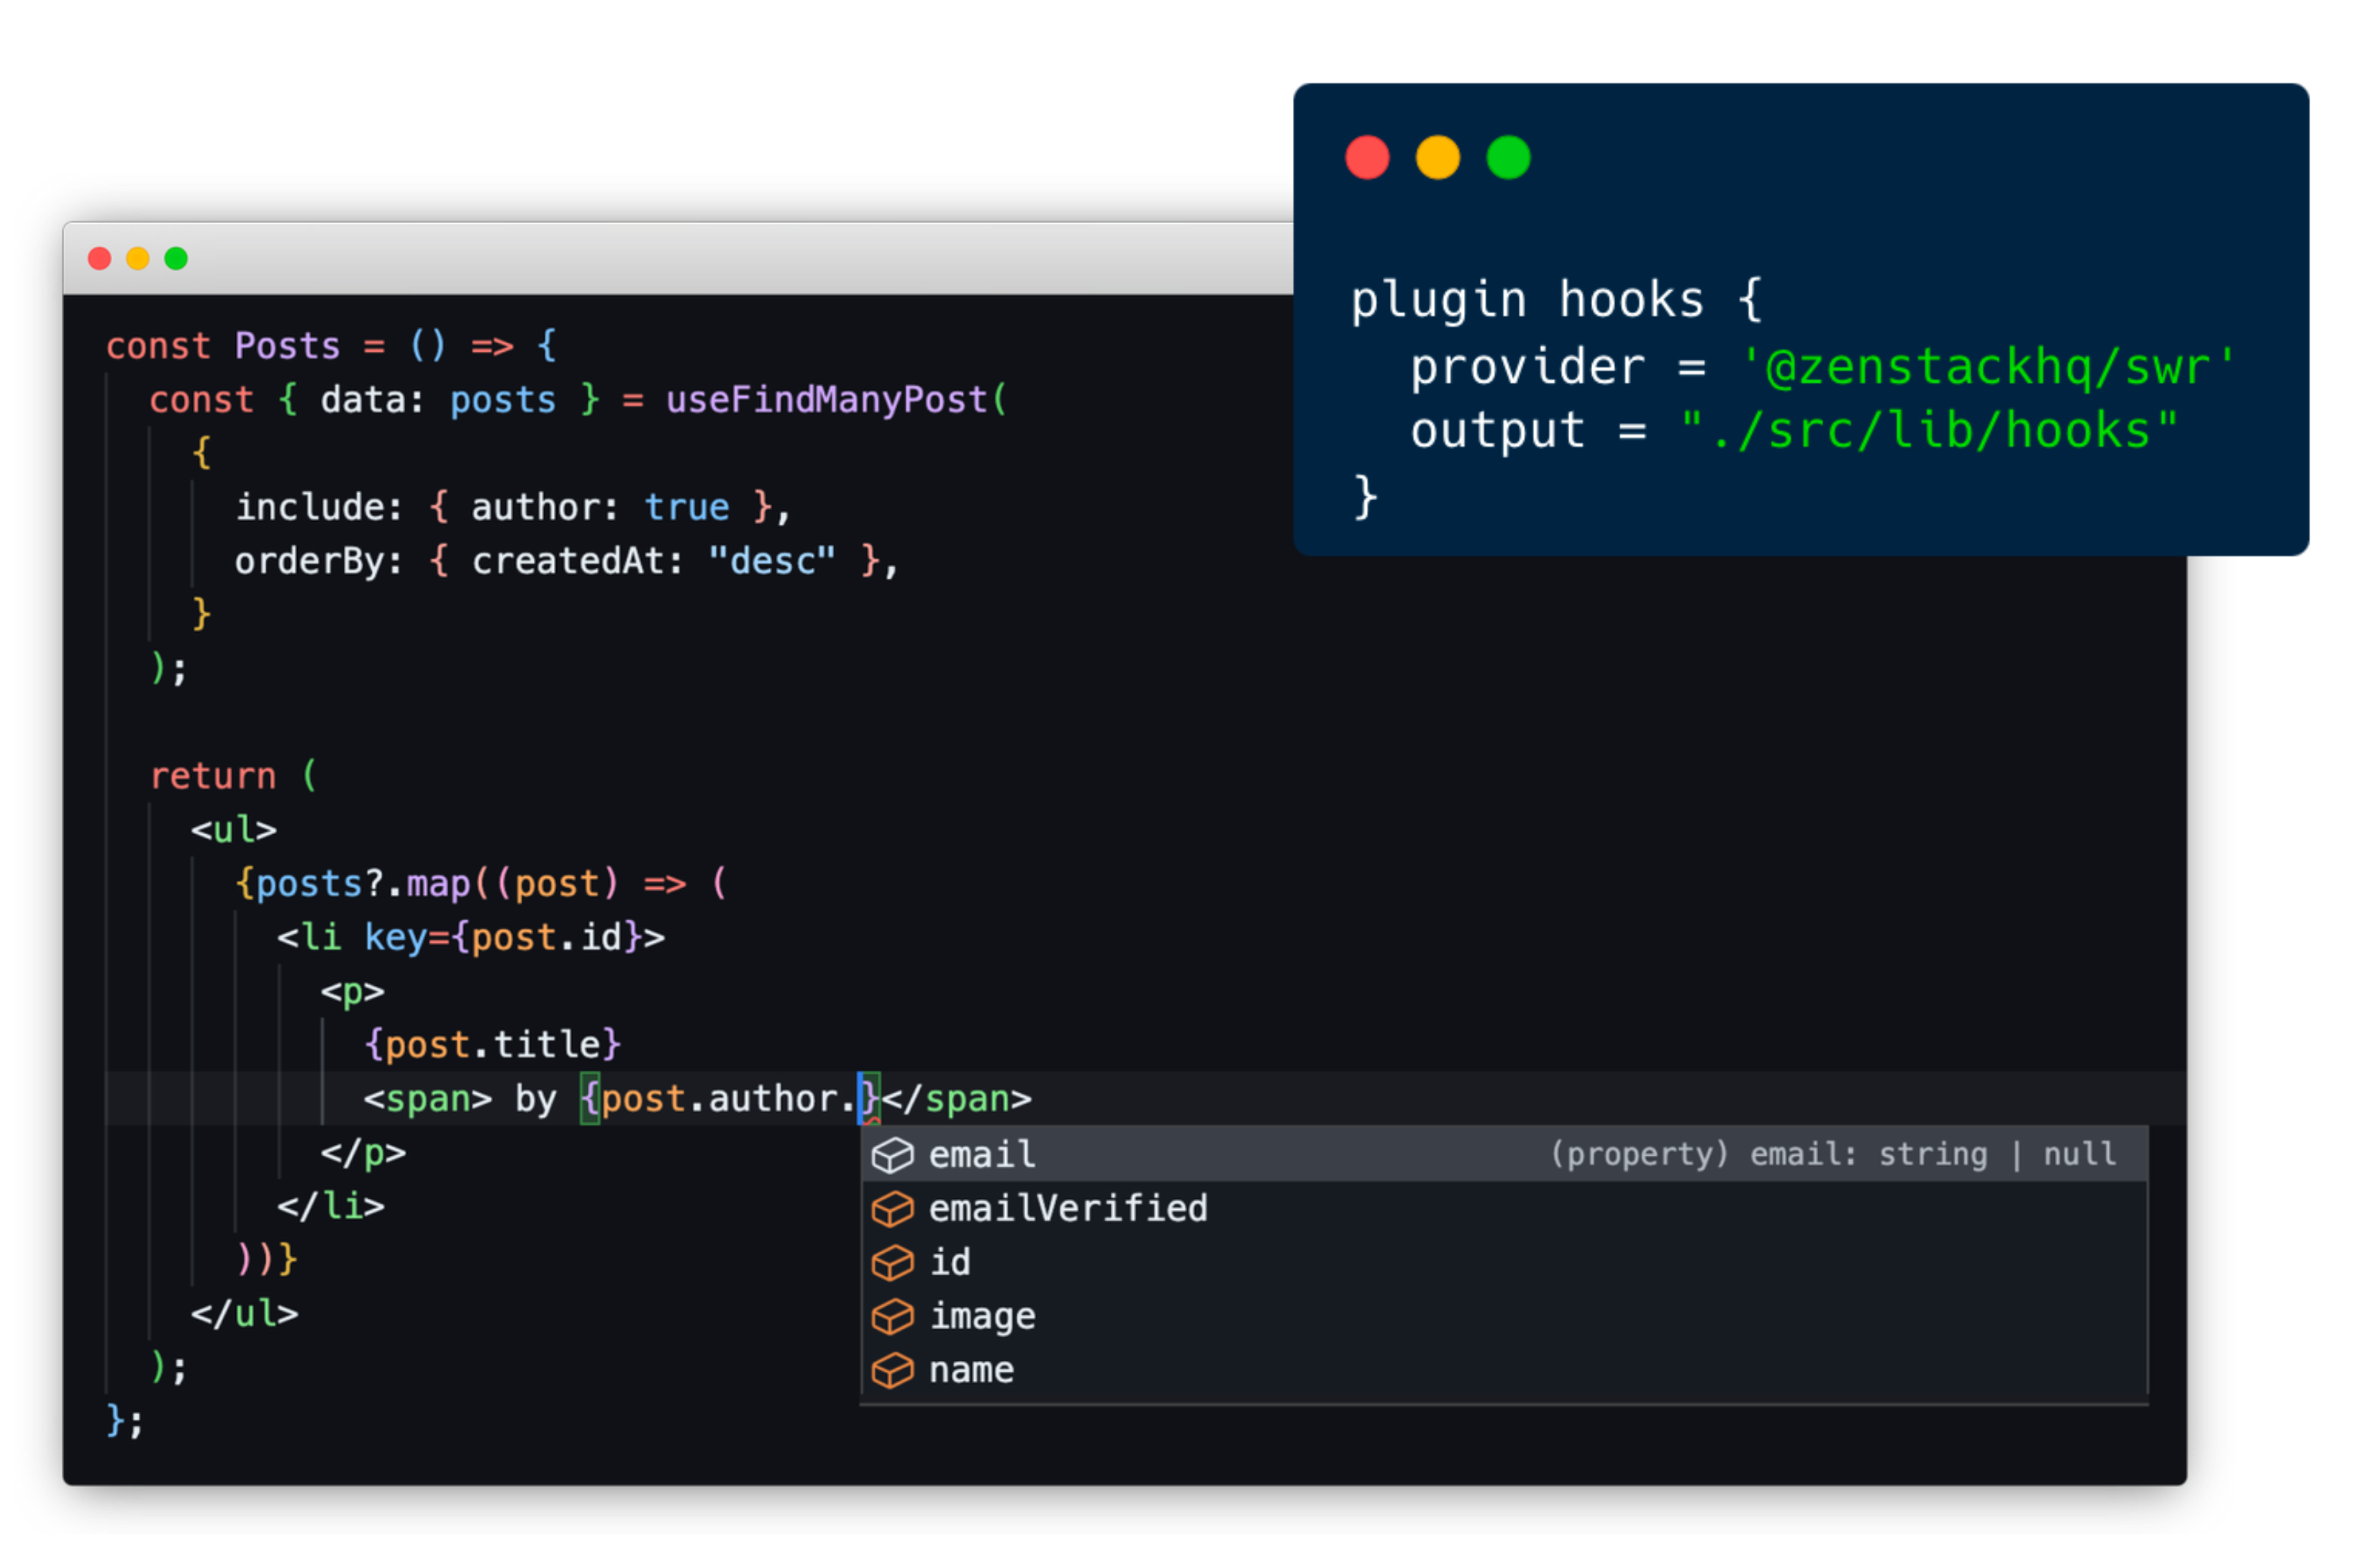 plugin hooks {
  provider = '@zenstackhq/swr'
  output = "./src/lib/hooks"
}
const Posts = () => {
  const { data: posts } = useFindManyPost(
    {
      include: { author: true },
      orderBy: { createdAt: "desc" },
    }
  );

  return (
    <ul>
      {posts?.map((post) => (
        <li key={post.id}>
          <p>
            {post.title}
            <span> by {post.author.}</span>
          </p>
        </li>
      ))}
    </ul>
  );
};
email (property) email: string | null
emailVerified
id
image
name